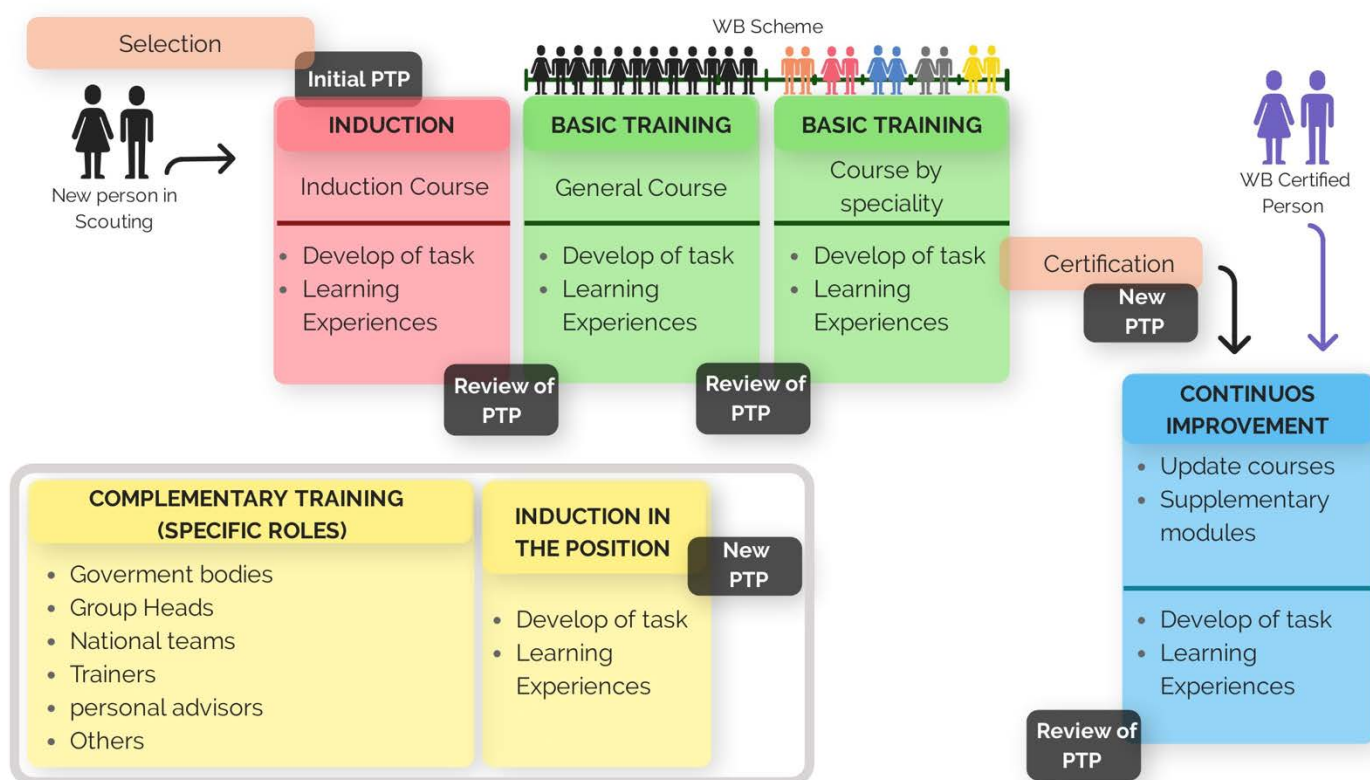 Selection
WB Scheme
Initial PTP
New person in
Scouting
INDUCTION
Induction Course
• Develop of task
• Learning
Experiences
Review of
PTP
BASIC TRAINING
General Course
• Develop of task
• Learning
Experiences
Review of
PTP
BASIC TRAINING
Course by
speciality
• Develop of task
• Learning
Experiences
Certification
New
PTP
WB Certified
Person
CONTINUOS
IMPROVEMENT
• Update courses
• Supplementary
modules
• Develop of task
• Learning
Experiences
Review of
PTP
COMPLEMENTARY TRAINING
(SPECIFIC ROLES)
• Goverment bodies
• Group Heads
• National teams
• Trainers
• personal advisors
• Others
INDUCTION IN
THE POSITION
New
PTP
• Develop of task
• Learning
Experiences